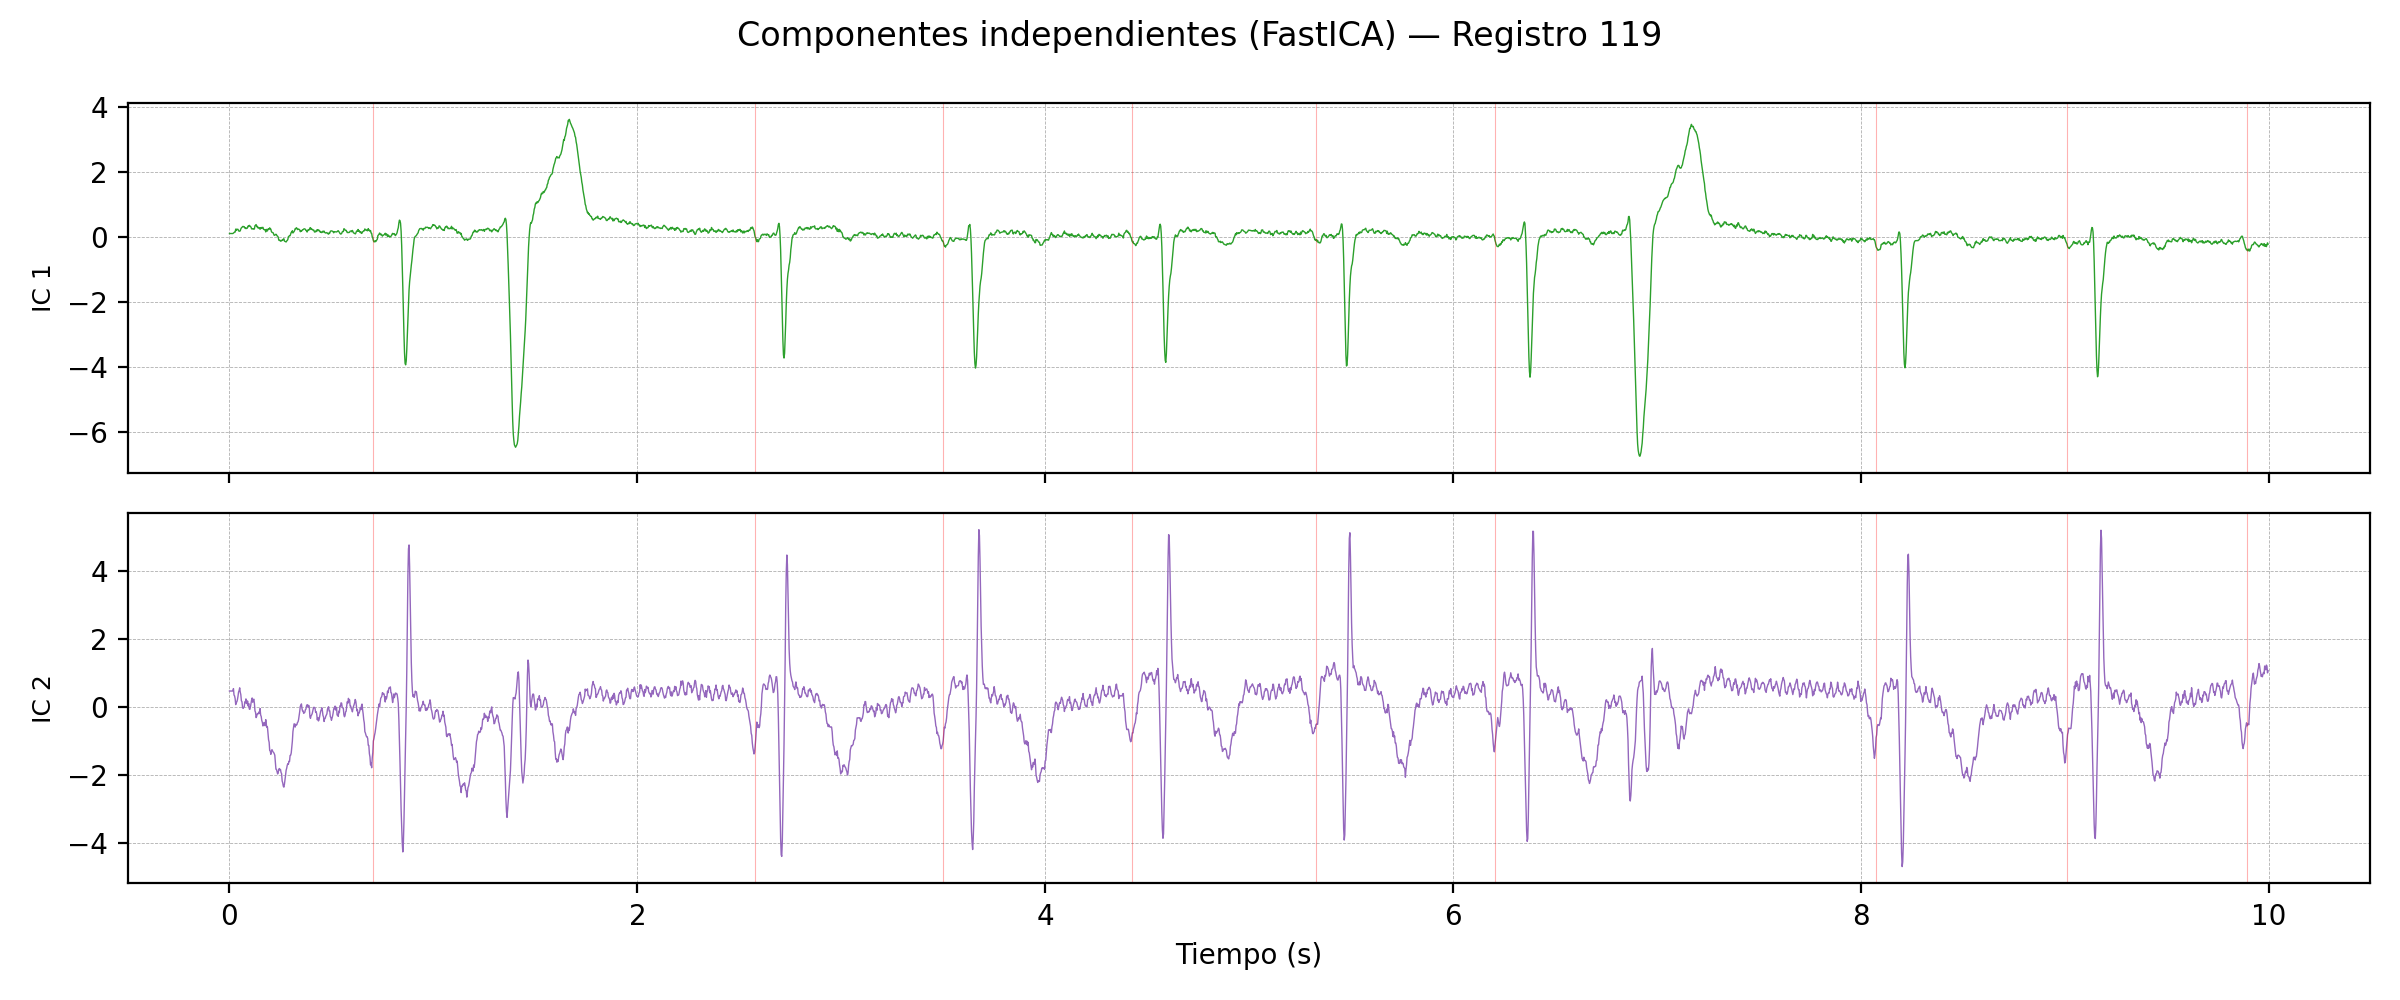 Componentes independientes (FastICA) — Registro 119
4
2
0
−2
−4
−6
IC 1
4
2
0
−2
−4
IC 2
0 2 4 6 8 10
Tiempo (s)